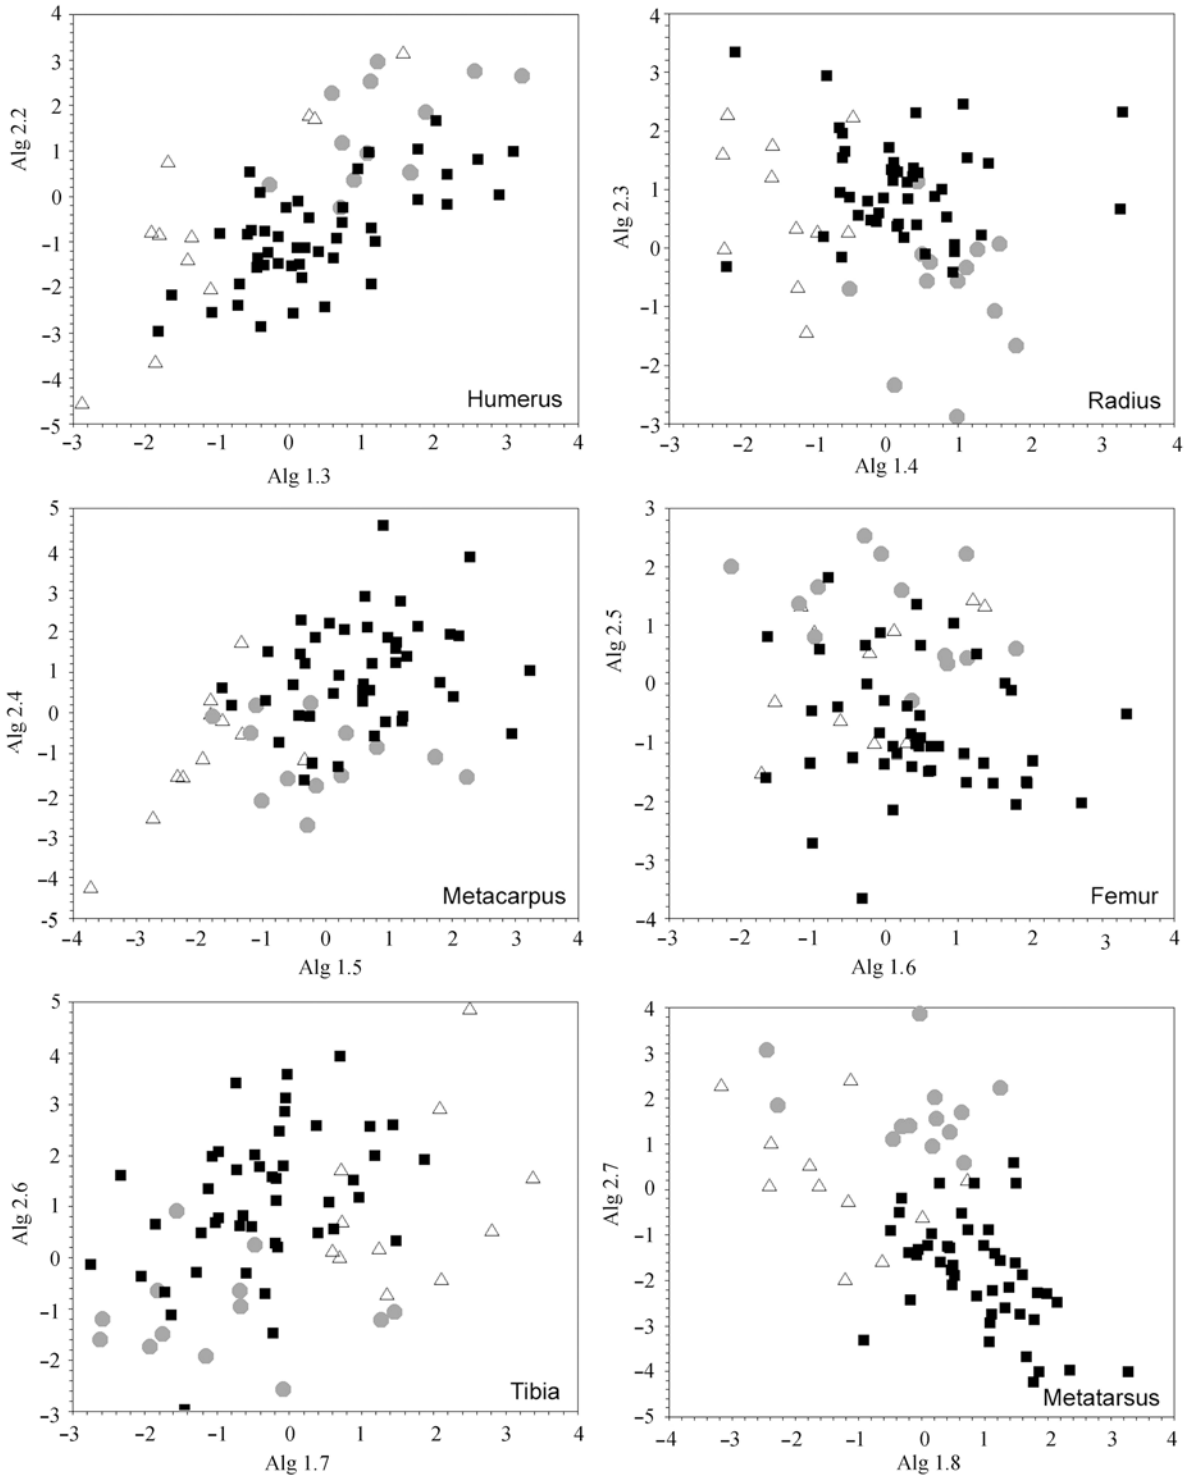 4
3
2
1
0
−1
−2
−3
−4
−5
Alg 2.2
Humerus
−3 −2 −1 0 1 2 3 4
Alg 1.3
4
3
2
1
0
−1
−2
−3
Alg 2.3
Radius
−3 −2 −1 0 1 2 3 4
Alg 1.4
5
4
3
2
1
0
−1
−2
−3
−4
−5
Alg 2.4
Metacarpus
−4 −3 −2 −1 0 1 2 3 4
Alg 1.5
3
2
1
0
−1
−2
−3
−4
Alg 2.5
Femur
−3 −2 −1 0 1 2 3 4
Alg 1.6
5
4
3
2
1
0
−1
−2
−3
Alg 2.6
Tibia
−3 −2 −1 0 1 2 3 4
Alg 1.7
4
3
2
1
0
−1
−2
−3
−4
−5
Alg 2.7
Metatarsus
−4 −3 −2 −1 0 1 2 3 4
Alg 1.8